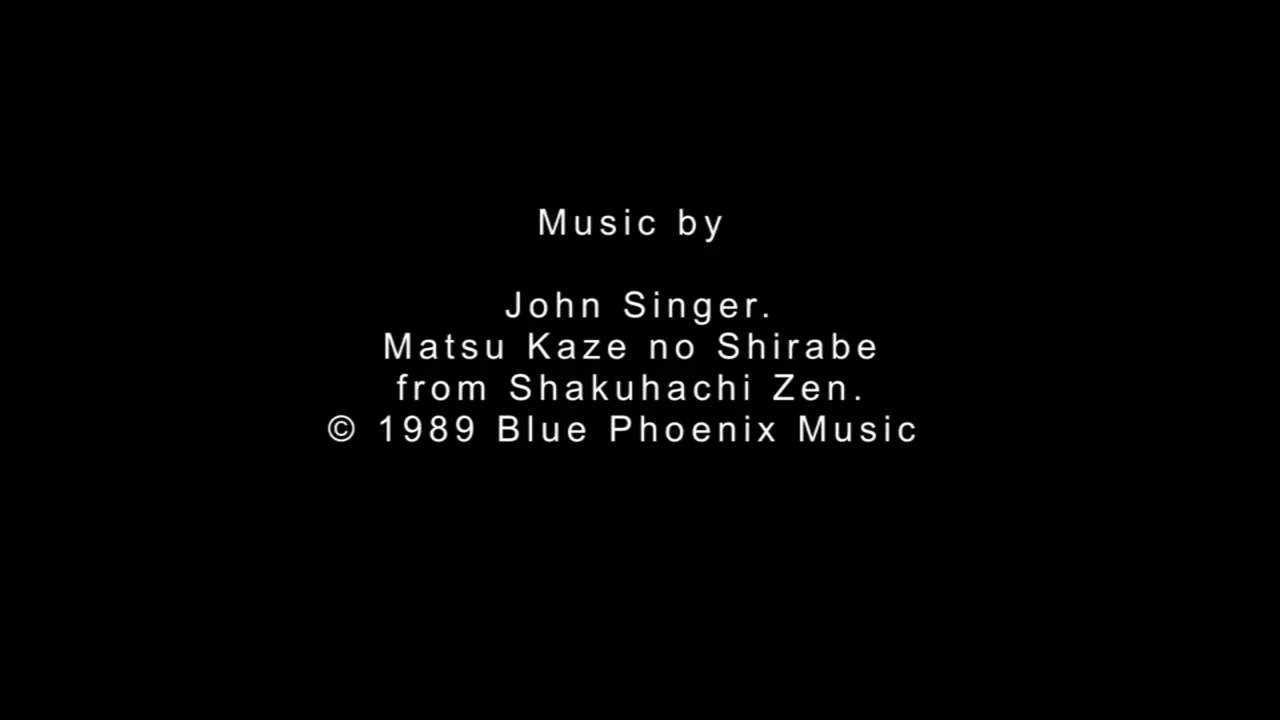 Music by
John Singer.
Matsu Kaze no Shirabe
from Shakuhachi Zen.
© 1989 Blue Phoenix Music